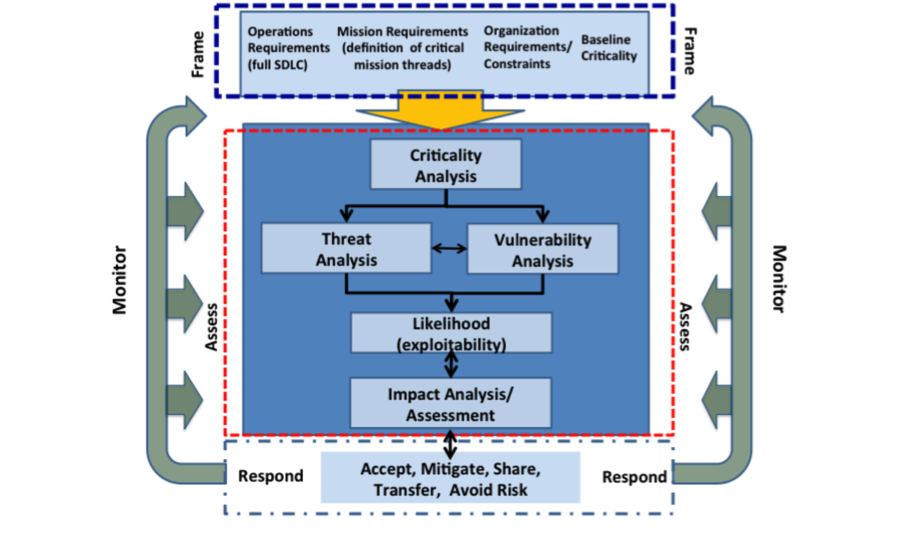 Frame
Operations
Requirements
(full SDLC)
Mission Requirements
(definition of critical
mission threads)
Organization
Requirements/
Constraints
Baseline
Criticality
Frame
Monitor
Assess
Criticality
Analysis
Threat
Analysis
Vulnerability
Analysis
Likelihood
(exploitability)
Impact Analysis/
Assessment
Assess
Monitor
Respond
Accept, Mitigate, Share,
Transfer, Avoid Risk
Respond